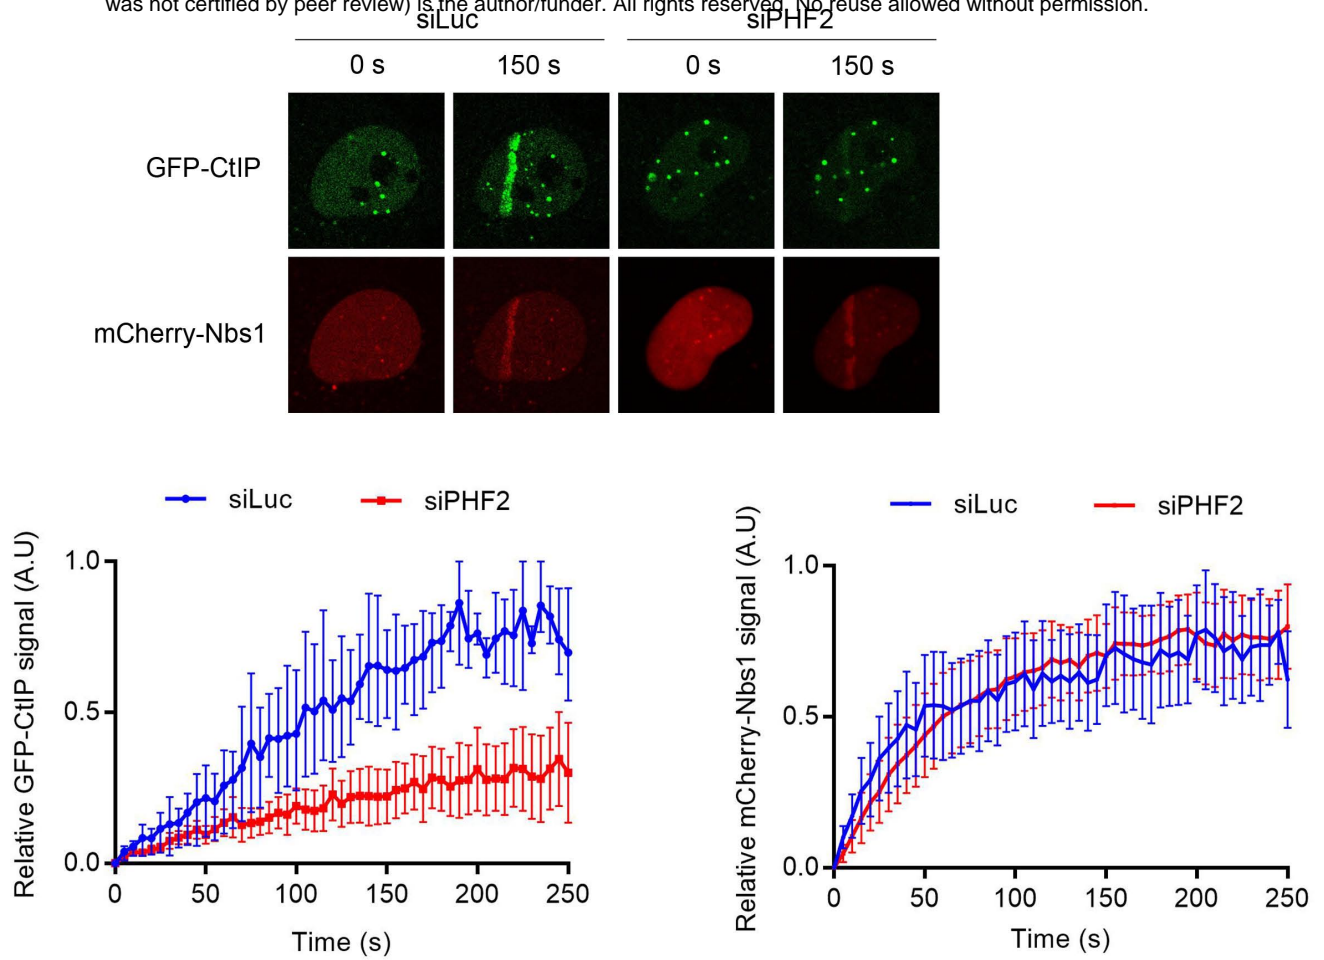 was not certified by peer review) is the author/funder. All rights reserved. No reuse allowed without permission.
siLuc siPHF2
0 s 150 s 0 s 150 s
GFP-CtIP
mCherry-Nbs1
siLuc siPHF2
Relative GFP-CtIP signal (A.U)
1.0
0.5
0.0
0 50 100 150 200 250
Time (s)
siLuc siPHF2
Relative mCherry-Nbs1 signal (A.U)
1.0
0.5
0.0
0 50 100 150 200 250
Time (s)